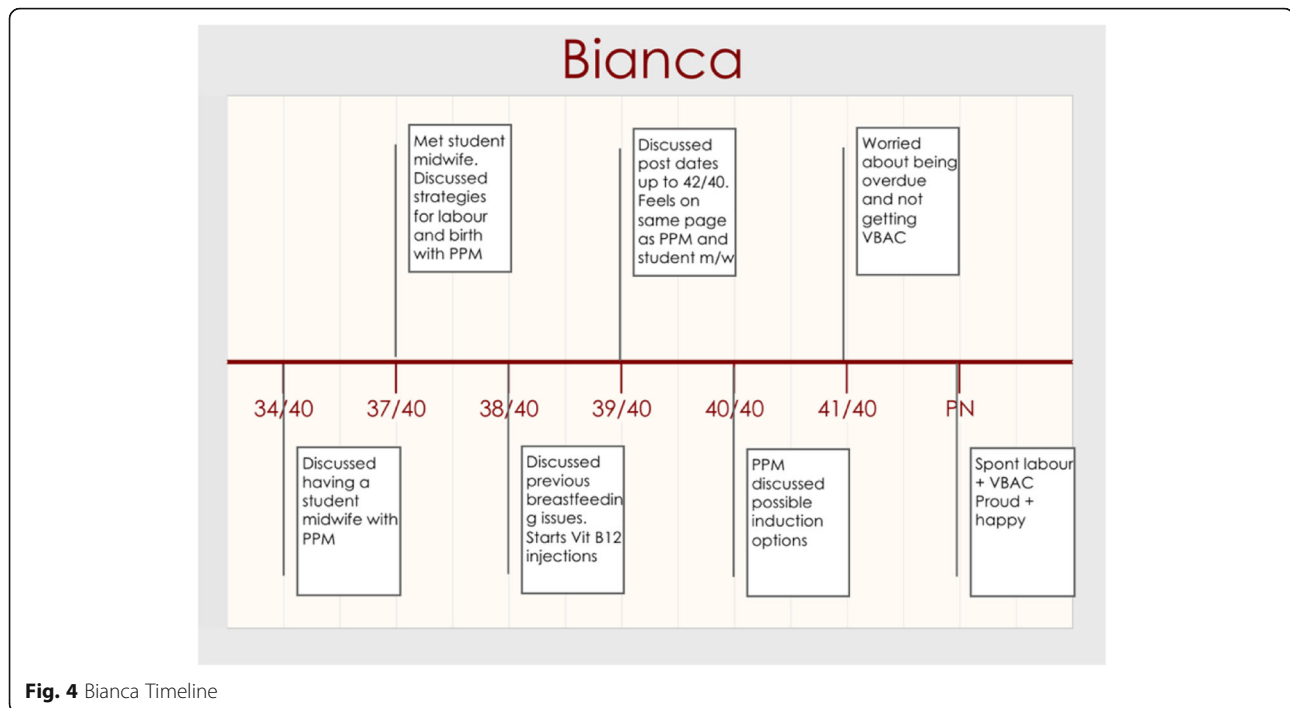 Bianca
Met student
midwife.
Discussed
strategies
for labour
and birth
with PPM
Discussed
post dates
up to 42/40.
Feels on
same page
as PPM and
student m/w
Worried
about being
overdue
and not
getting
VBAC
34/40
37/40
38/40
39/40
40/40
41/40
PN
Discussed
having a
student
midwife with
PPM
Discussed
previous
breastfeedin
g issues.
Starts Vit B12
injections
PPM
discussed
possible
induction
options
Spont labour
+ VBAC
Proud +
happy
Fig. 4 Bianca Timeline